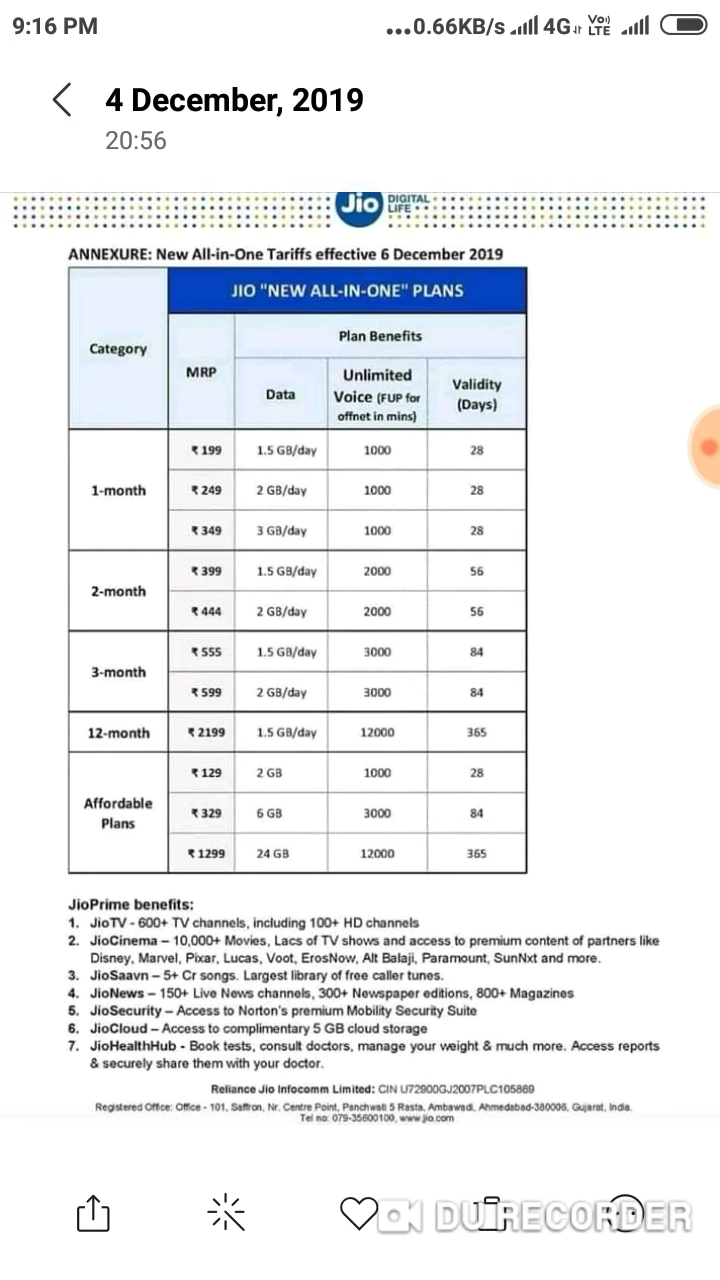 9:16 PM
...0.66KB/s 4G Vo)) LTE
4 December, 2019
20:56
Jio DIGITAL LIFE
ANNEXURE: New All-in-One Tariffs effective 6 December 2019
JIO "NEW ALL-IN-ONE" PLANS
Category MRP Plan Benefits
Data Unlimited Voice (FUP for offnet in mins) Validity (Days)
1-month
₹ 199 1.5 GB/day 1000 28
₹ 249 2 GB/day 1000 28
₹ 349 3 GB/day 1000 28
2-month
₹ 399 1.5 GB/day 2000 56
₹ 444 2 GB/day 2000 56
3-month
₹ 555 1.5 GB/day 3000 84
₹ 599 2 GB/day 3000 84
12-month ₹ 2199 1.5 GB/day 12000 365
Affordable Plans
₹ 129 2 GB 1000 28
₹ 329 6 GB 3000 84
₹ 1299 24 GB 12000 365
JioPrime benefits:
1. JioTV - 600+ TV channels, including 100+ HD channels
2. JioCinema – 10,000+ Movies, Lacs of TV shows and access to premium content of partners like
Disney, Marvel, Pixar, Lucas, Voot, ErosNow, Alt Balaji, Paramount, SunNxt and more.
3. JioSaavn – 5+ Cr songs. Largest library of free caller tunes.
4. JioNews – 150+ Live News channels, 300+ Newspaper editions, 800+ Magazines
5. JioSecurity – Access to Norton's premium Mobility Security Suite
6. JioCloud – Access to complimentary 5 GB cloud storage
7. JioHealthHub - Book tests, consult doctors, manage your weight & much more. Access reports
& securely share them with your doctor.
Reliance Jio Infocomm Limited: CIN U72900GJ2007PLC105869
Registered Office: Office - 101, Saffron, Nr. Centre Point, Panchwati 5 Rasta, Ambawadi, Ahmedabad-380006, Gujarat, India.
Tel no: 079-35600100, www.jio.com
DU RECORDER